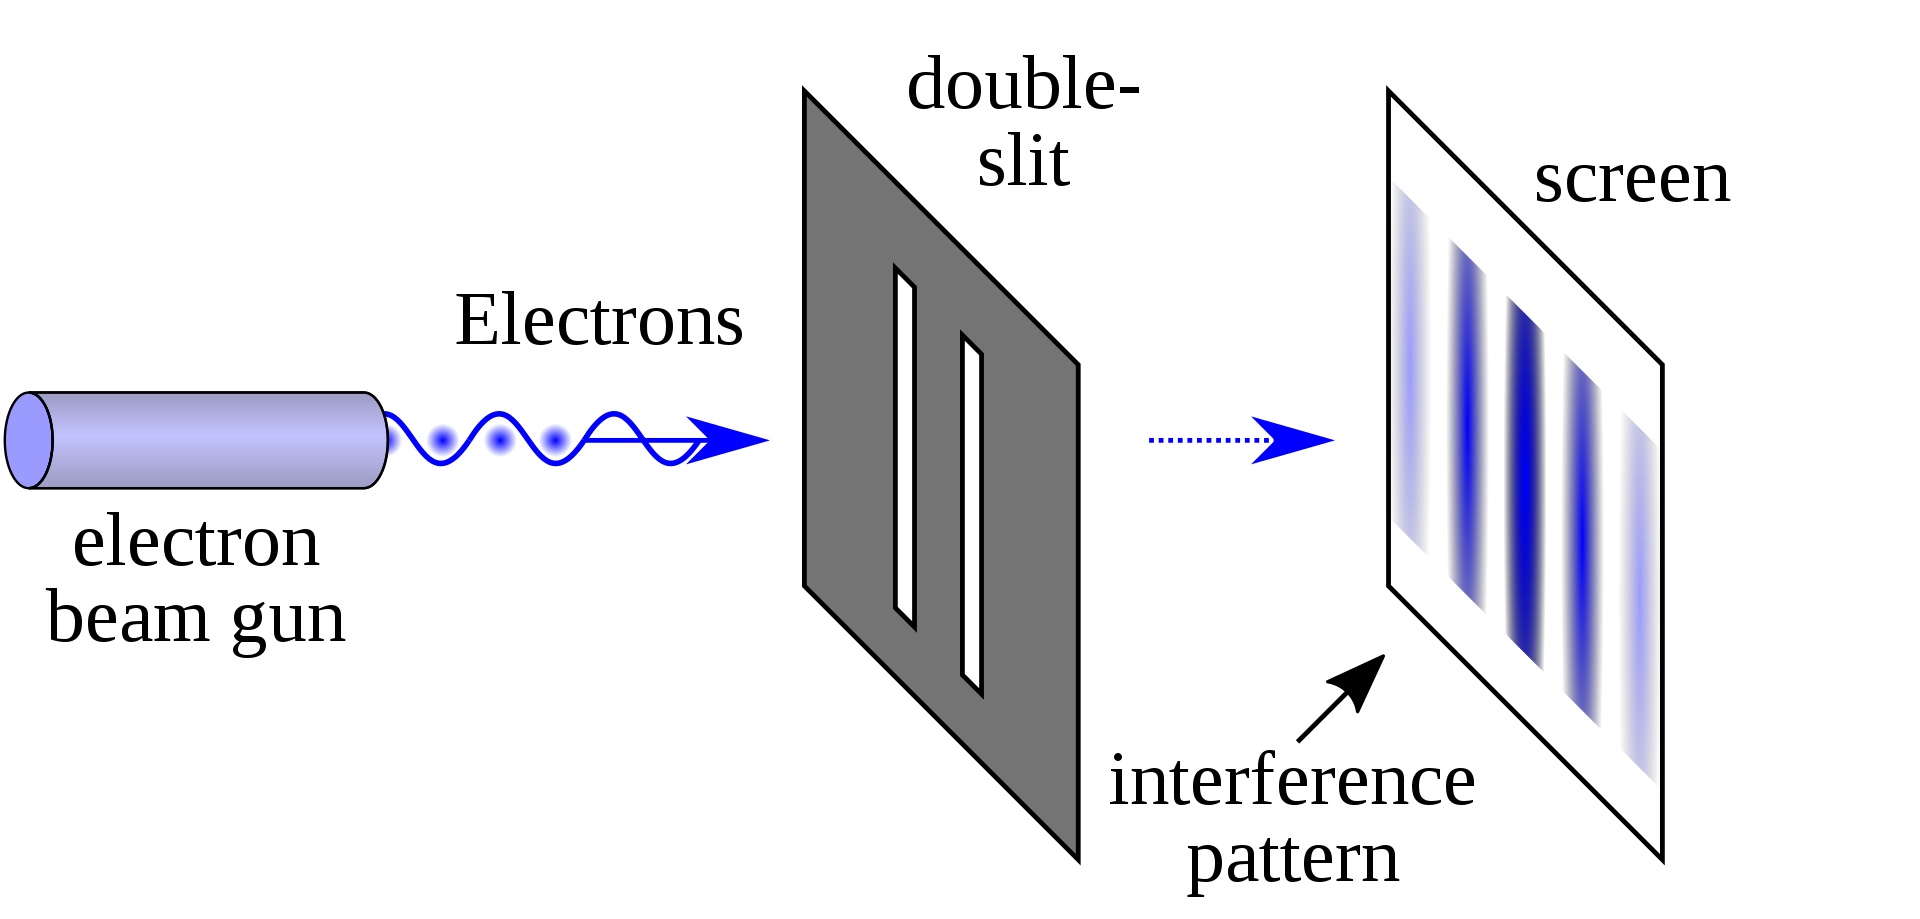 double-
slit
screen
Electrons
electron
beam gun
interference
pattern